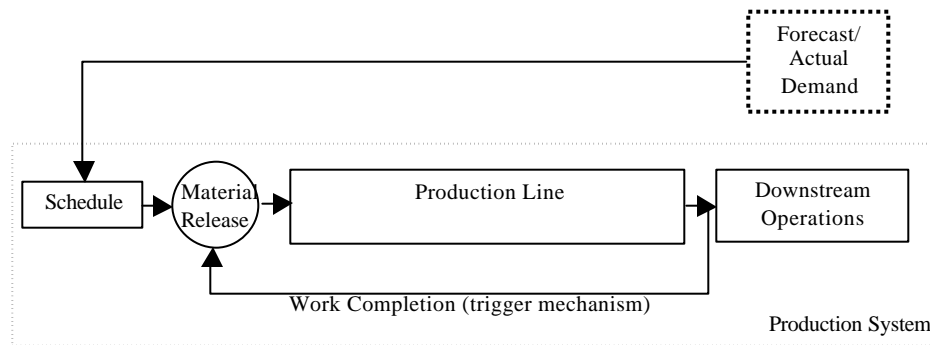 Forecast/
Actual
Demand
Schedule
Material
Release
Production Line
Downstream
Operations
Work Completion (trigger mechanism)
Production System